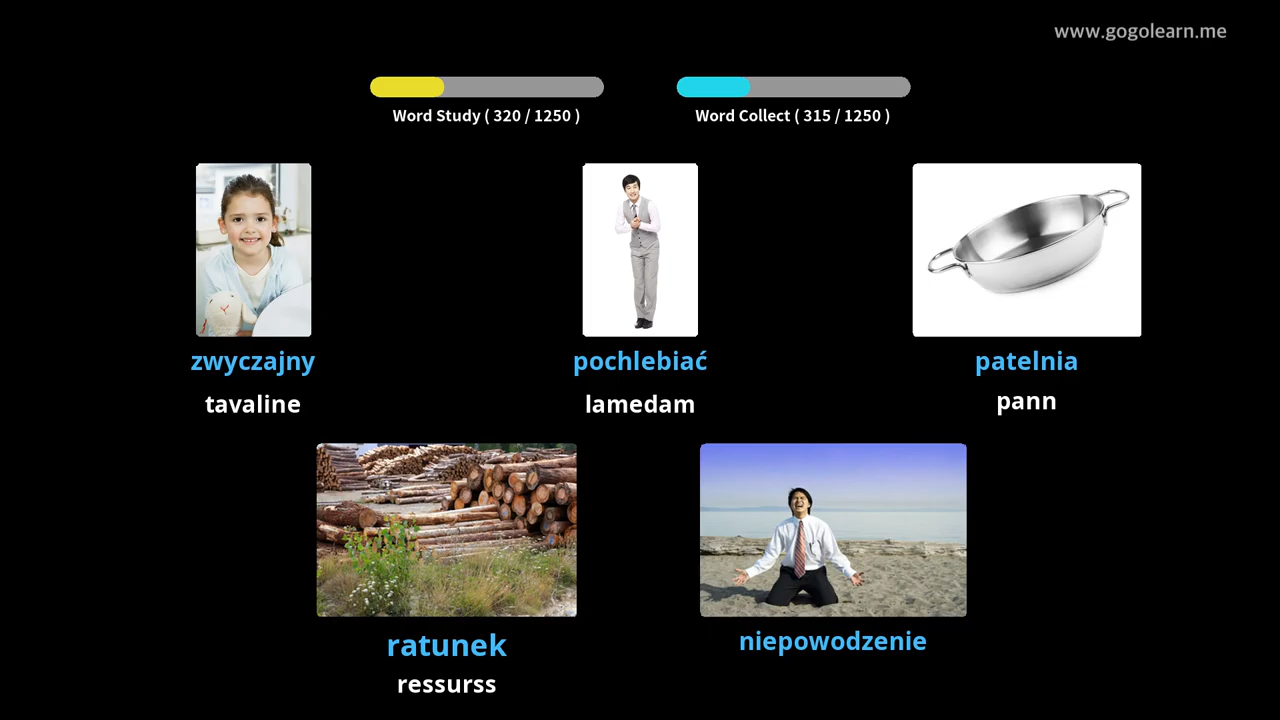 www.gogolearn.me
Word Study ( 320 / 1250 )
Word Collect ( 315 / 1250 )
zwyczajny
tavaline
pochlebiać
lamedam
patelnia
pann
ratunek
ressurss
niepowodzenie